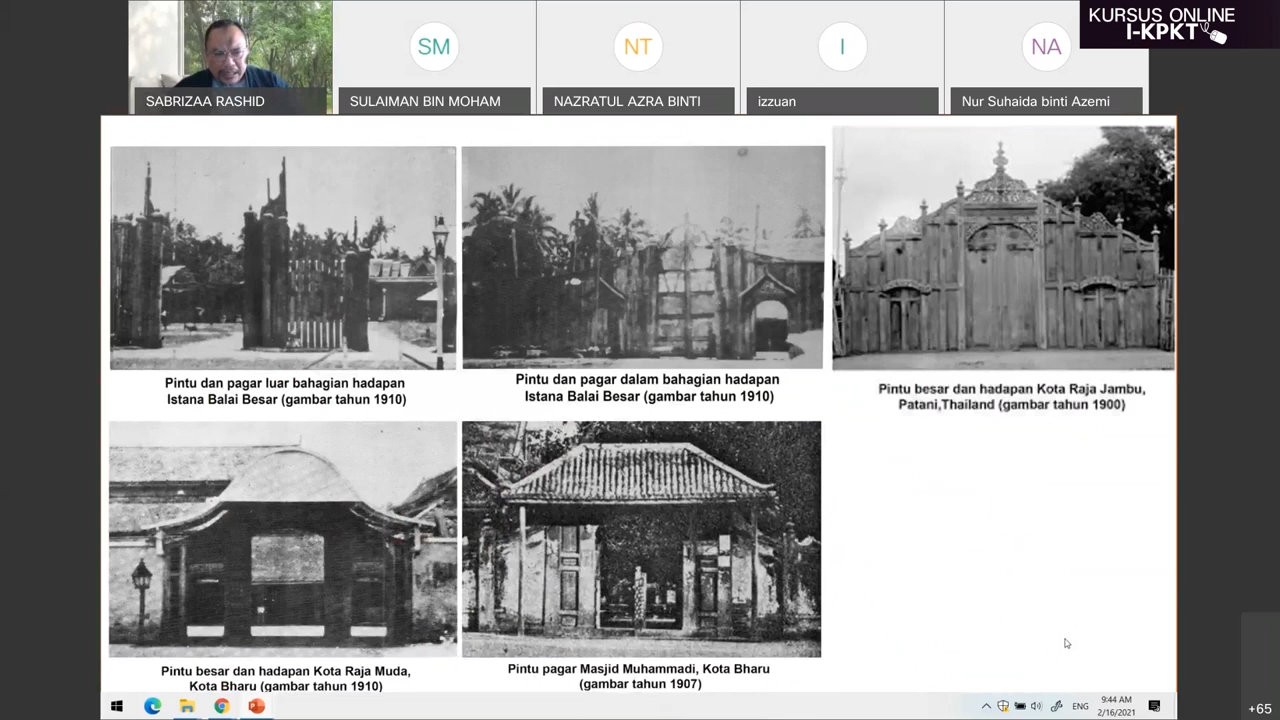 KURSUS ONLINE
I-KPKT
SM
NT
I
NA
SABRIZAA RASHID
SULAIMAN BIN MOHAM
NAZRATUL AZRA BINTI
izzuan
Nur Suhaida binti Azemi
Pintu dan pagar luar bahagian hadapan
Istana Balai Besar (gambar tahun 1910)
Pintu dan pagar dalam bahagian hadapan
Istana Balai Besar (gambar tahun 1910)
Pintu besar dan hadapan Kota Raja Jambu,
Patani,Thailand (gambar tahun 1900)
Pintu besar dan hadapan Kota Raja Muda,
Kota Bharu (gambar tahun 1910)
Pintu pagar Masjid Muhammadi, Kota Bharu
(gambar tahun 1907)
ENG
9:44 AM
2/16/2021
+65